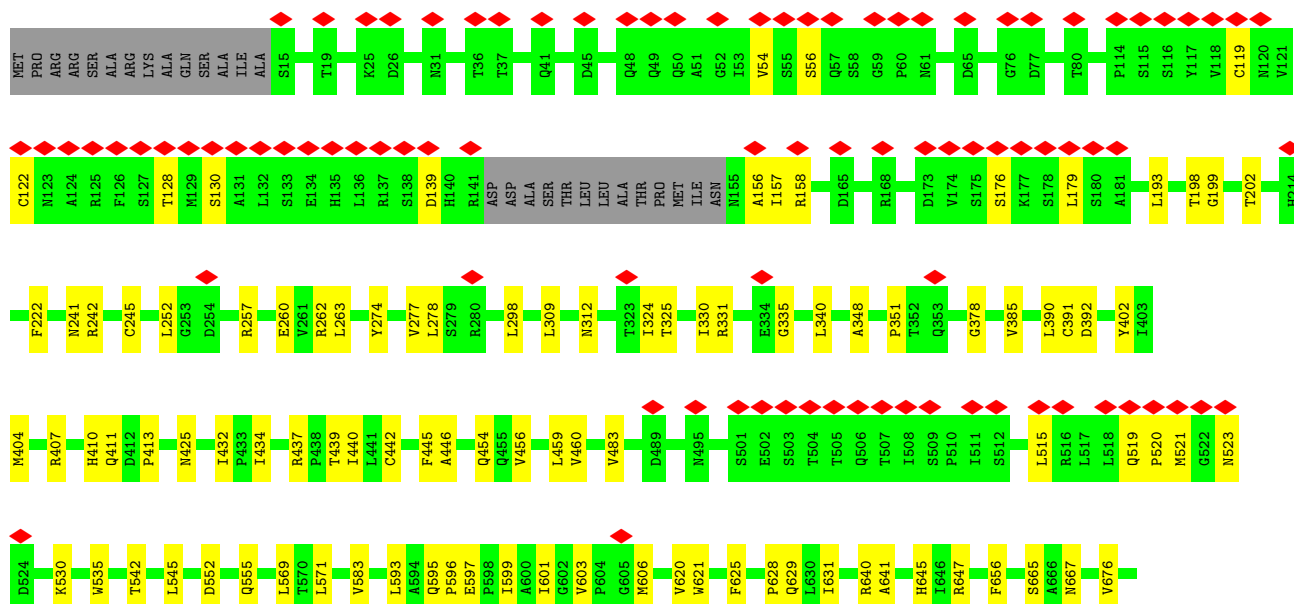 MET PRO ARG ARG SER ALA ARG LYS ALA GLN SER ALA ILE ALA S15 T19 K25 D26 N31 T36 T37 Q41 D45 Q48 Q49 Q50 A51 G52 I53 V54 S55 S56 Q57 S58 G59 P60 N61 D65 G76 D77 T80 P114 S115 S116 Y117 V118 C119 N120 V121
C122 N123 A124 R125 F126 S127 T128 M129 S130 A131 L132 S133 E134 H135 L136 R137 S138 D139 H140 R141 ASP ASP ALA SER THR LEU LEU ALA THR PRO MET ILE ASN N155 A156 I157 R158 D165 R168 D173 V174 S175 S176 K177 S178 L179 S180 A181 L193 T198 G199 T202 H214
F222 N241 R242 C245 L252 G253 D254 R257 E260 V261 R262 L263 Y274 V277 L278 S279 R280 L298 L309 N312 T323 I324 T325 I330 R331 E334 G335 L340 A348 P351 T352 Q353 G378 V385 L390 C391 D392 Y402 I403
M404 R407 H410 Q411 D412 P413 N425 I432 P433 I434 R437 P438 T439 I440 L441 C442 F445 A446 Q454 Q455 V456 L459 V460 V483 D489 N495 S501 E502 S503 T504 T505 Q506 T507 I508 S509 P510 I511 S512 L515 R516 L517 L518 Q519 P520 M521 G522 N523
D524 K530 W535 T542 L545 D552 Q555 L569 T570 L571 V583 L593 A594 Q595 P596 E597 P598 I599 A600 I601 G602 V603 P604 G605 M606 V620 W621 F625 P628 Q629 L630 I631 R640 A641 H645 I646 R647 F656 S665 A666 N667 V676